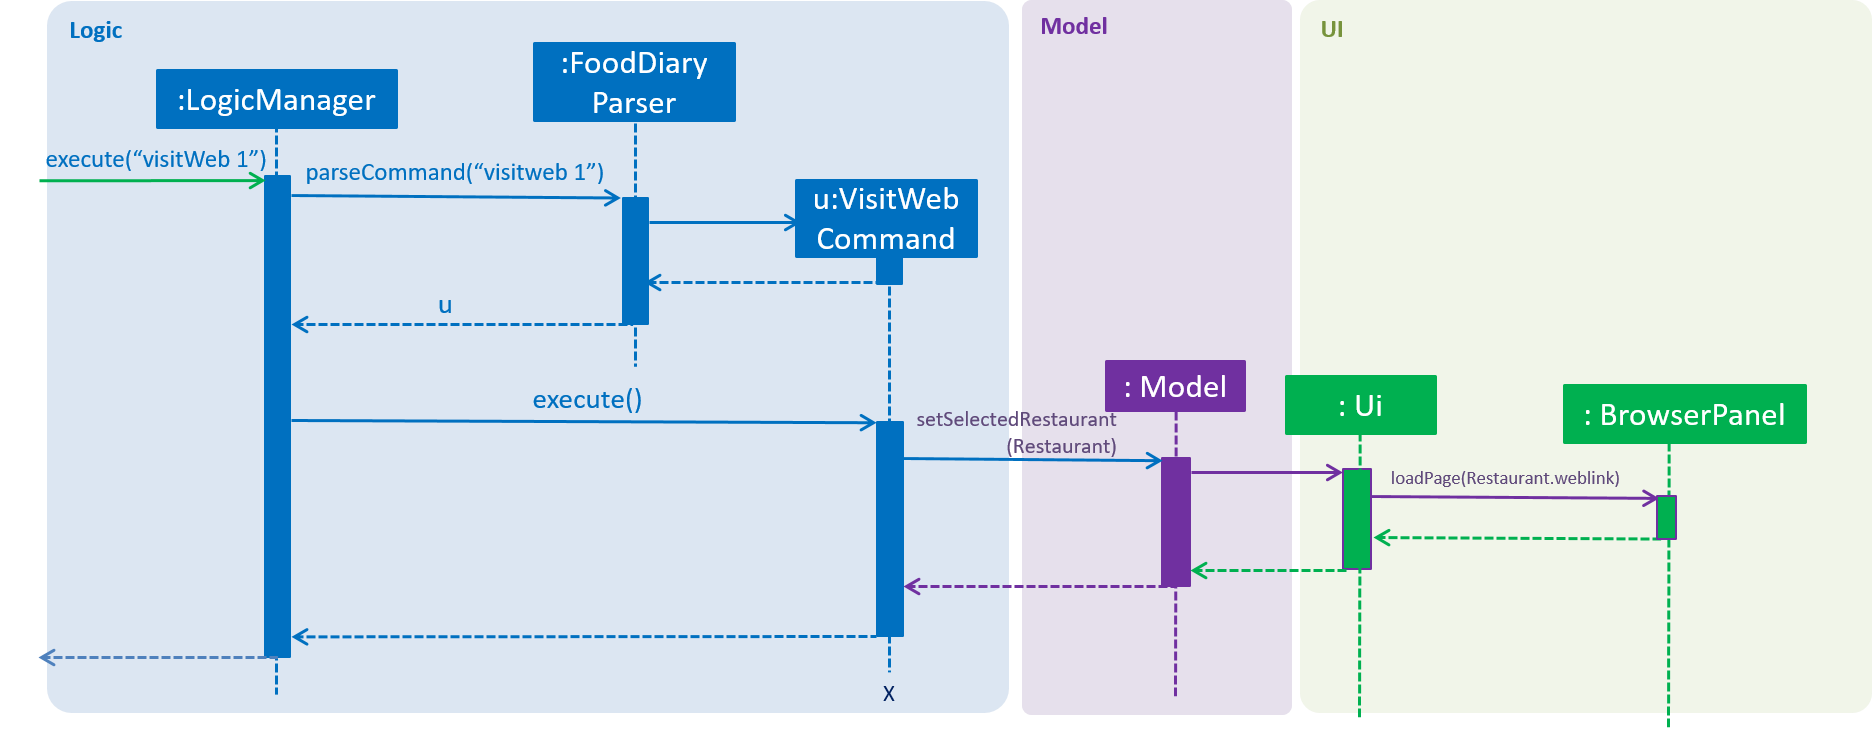 Logic
Model
UI
:FoodDiary
Parser
:LogicManager
execute(“visitWeb 1”)
parseCommand(“visitweb 1”)
u:VisitWeb
Command
u
: Model
: Ui
: BrowserPanel
execute()
setSelectedRestaurant
(Restaurant)
loadPage(Restaurant.weblink)
X